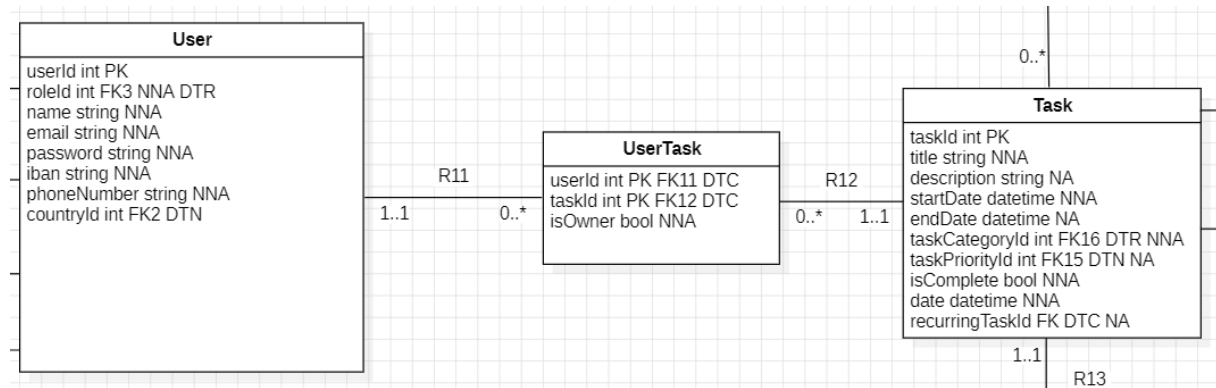 User
userId int PK
roleId int FK3 NNA DTR
name string NNA
email string NNA
password string NNA
iban string NNA
phoneNumber string NNA
countryId int FK2 DTN
R11
1..1
0..*
UserTask
userId int PK FK11 DTC
taskId int PK FK12 DTC
isOwner bool NNA
R12
0..*
1..1
0..*
Task
taskId int PK
title string NNA
description string NA
startDate datetime NNA
endDate datetime NA
taskCategoryId int FK16 DTR NNA
taskPriorityId int FK15 DTN NA
isComplete bool NNA
date datetime NNA
recurringTaskId FK DTC NA
1..1
R13